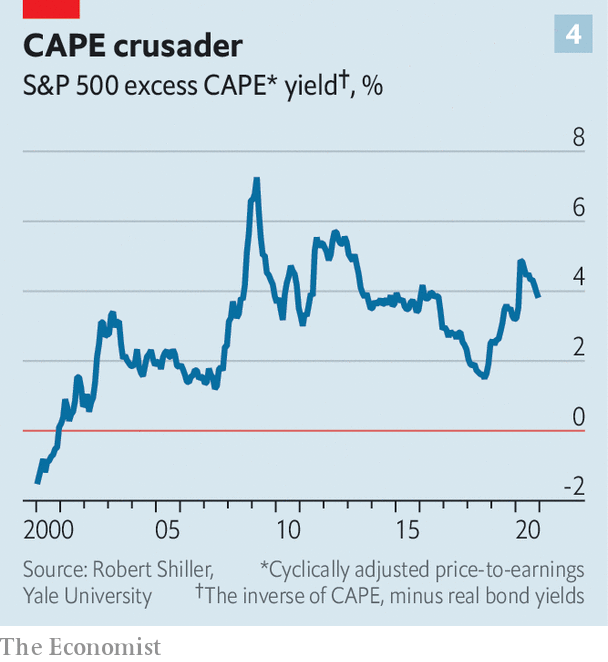 CAPE crusader
4
S&P 500 excess CAPE* yield†, %
8
6
4
2
0
-2
2000 05 10 15 20
Source: Robert Shiller, *Cyclically adjusted price-to-earnings
Yale University †The inverse of CAPE, minus real bond yields
The Economist